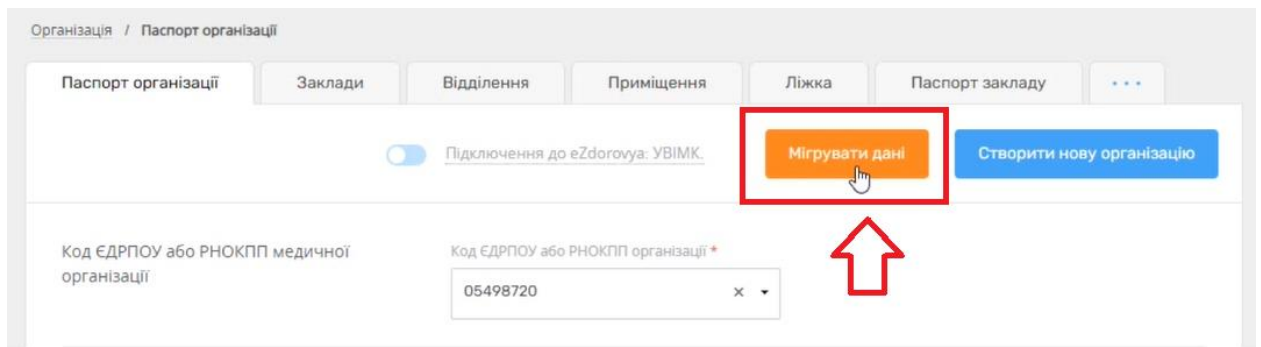 Організація / Паспорт організації
Паспорт організації Заклади Відділення Приміщення Ліжка Паспорт закладу ...
Підключення до eZdorovya: УВІМК. Мігрувати дані Створити нову організацію
Код ЄДРПОУ або РНОКПП медичної організації
Код ЄДРПОУ або РНОКПП організації *
05498720